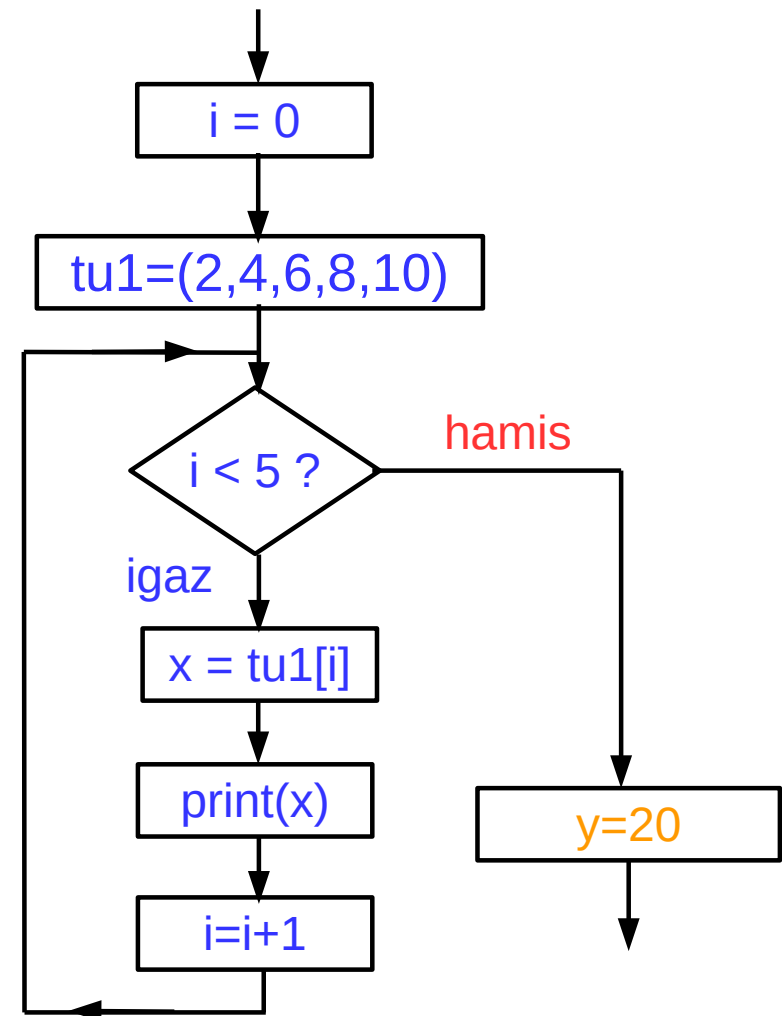 i = 0
tu1=(2,4,6,8,10)
i < 5 ?
hamis
igaz
x = tu1[i]
print(x)
i=i+1
y=20